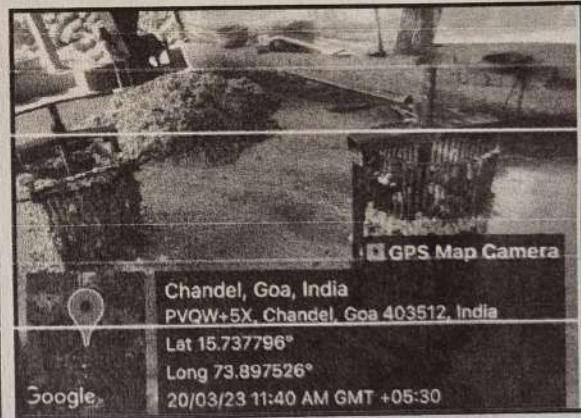 GPS Map Camera
Chandel, Goa, India
PVQW+5X, Chandel, Goa 403512, India
Lat 15.737796°
Long 73.897526°
20/03/23 11:40 AM GMT +05:30
Google